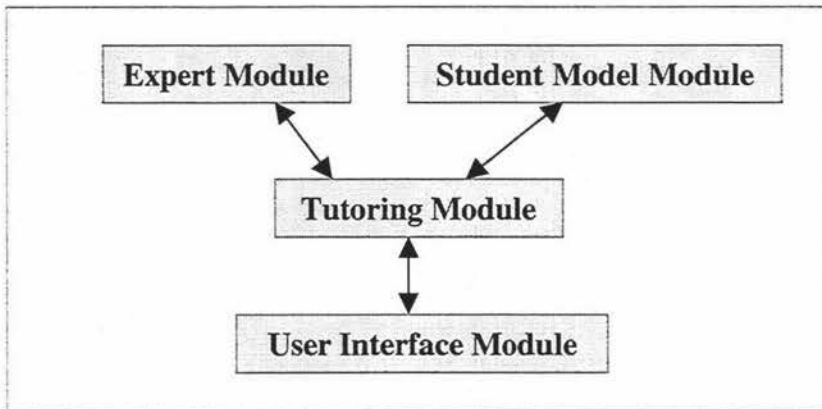 Expert Module
Student Model Module
Tutoring Module
User Interface Module